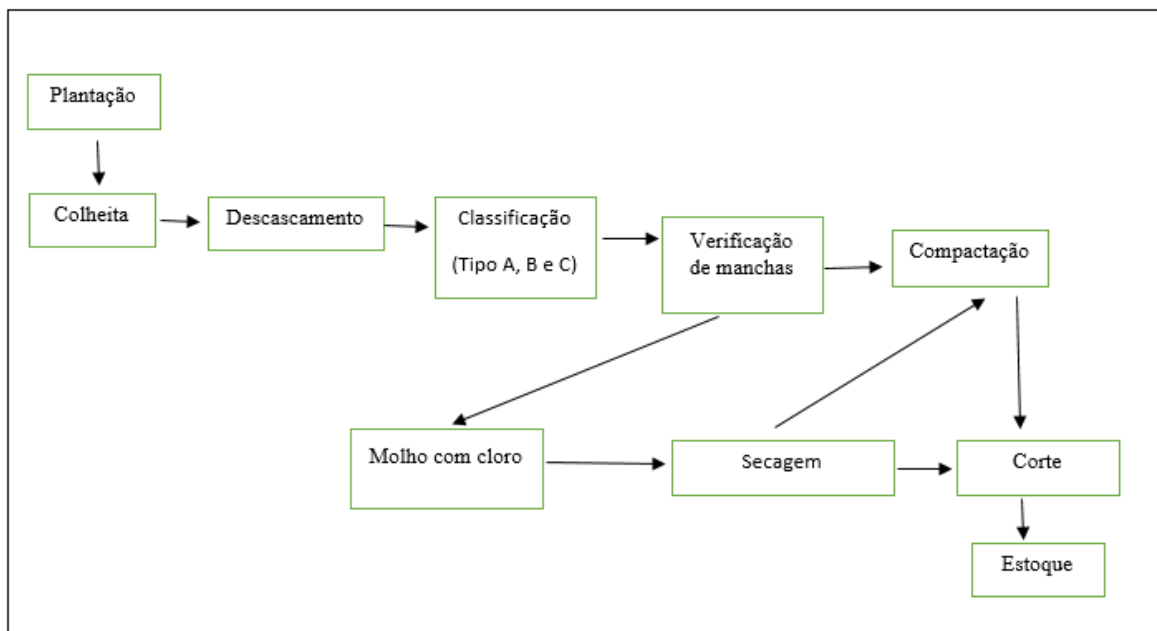 Plantação
Colheita
Descascamento
Classificação
(Tipo A, B e C)
Verificação
de manchas
Compactação
Molho com cloro
Secagem
Corte
Estoque